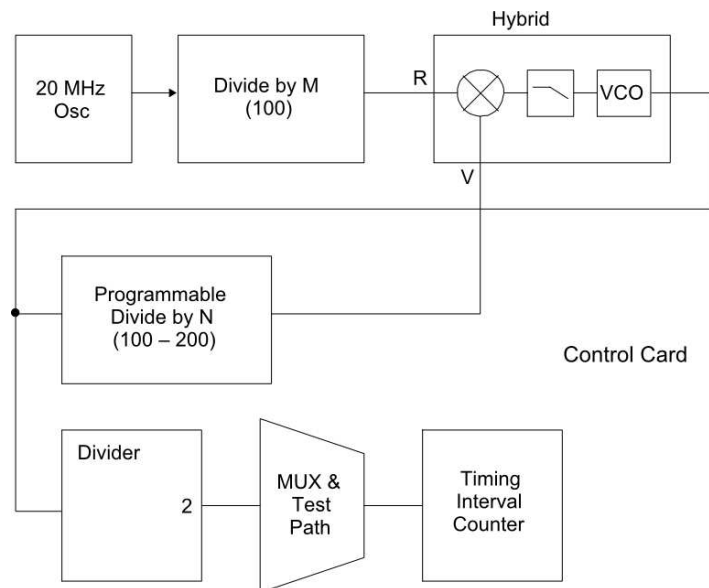 Hybrid
20 MHz
Osc
Divide by M
(100)
R
VCO
V
Programmable
Divide by N
(100 – 200)
Control Card
Divider
2
MUX &
Test
Path
Timing
Interval
Counter